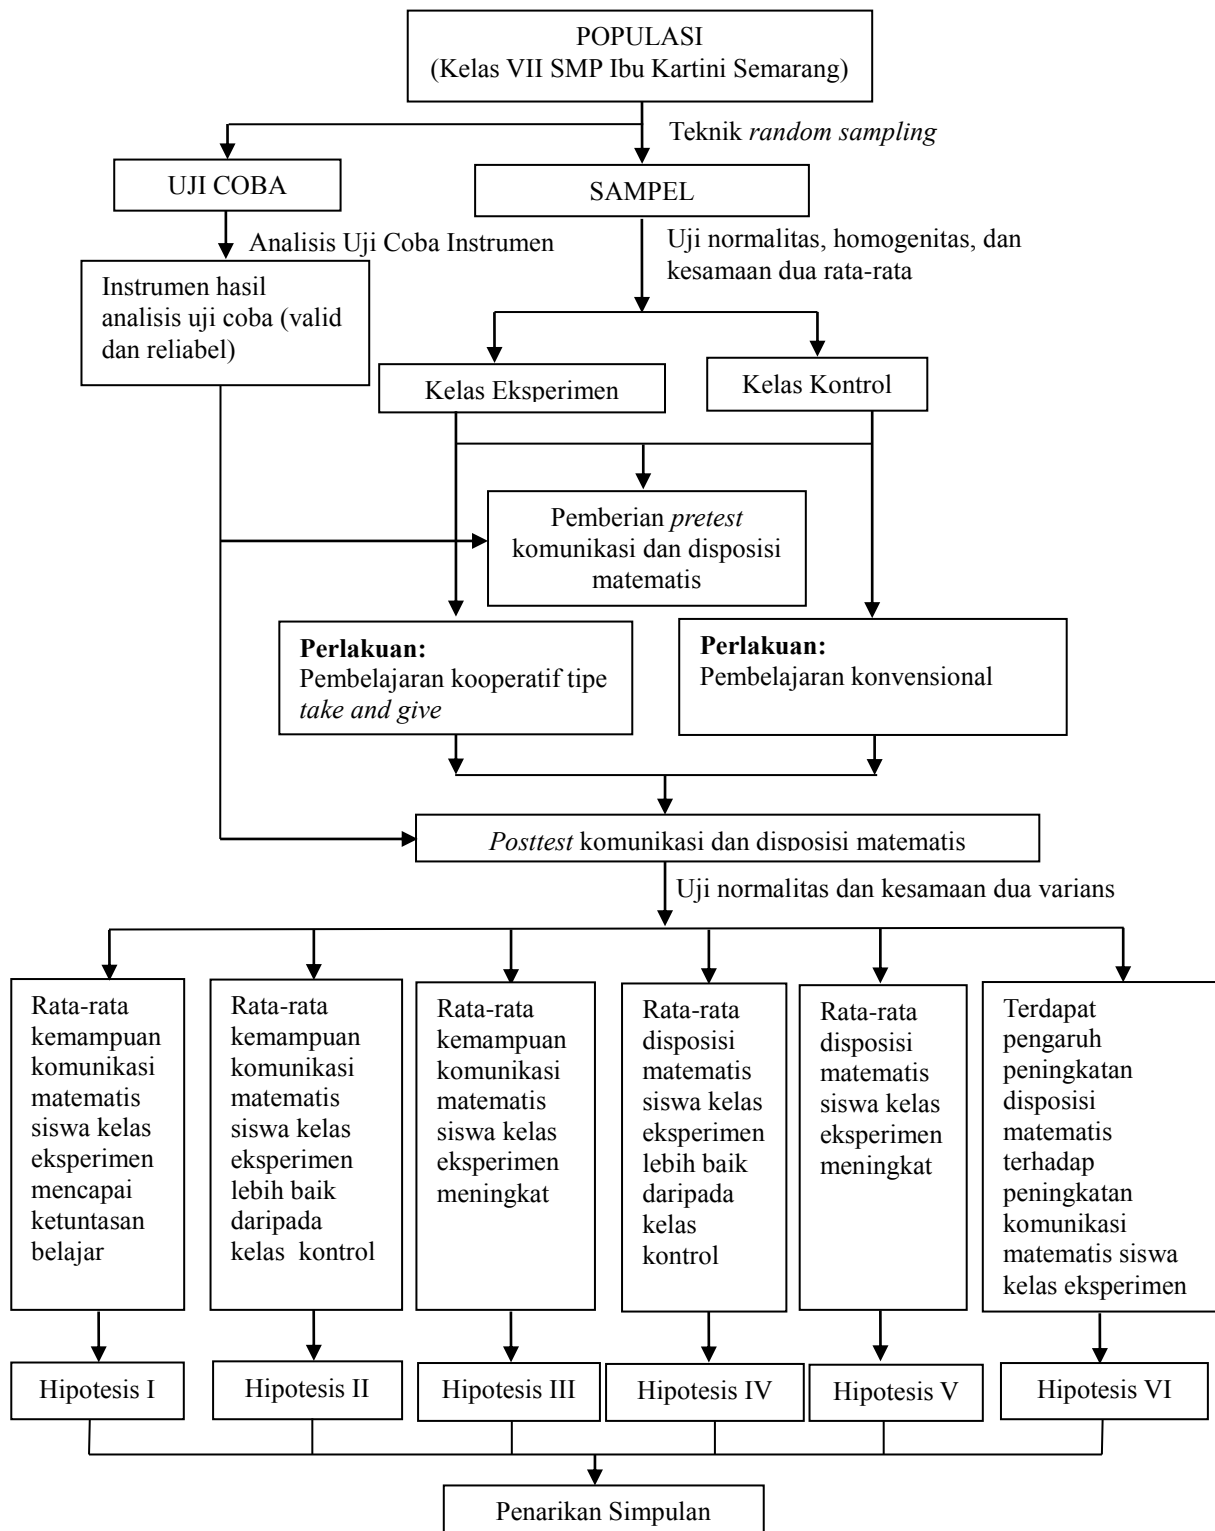 POPULASI
(Kelas VII SMP Ibu Kartini Semarang)
Teknik random sampling
UJI COBA
SAMPEL
Analisis Uji Coba Instrumen
Uji normalitas, homogenitas, dan
kesamaan dua rata-rata
Instrumen hasil
analisis uji coba (valid
dan reliabel)
Kelas Eksperimen
Kelas Kontrol
Pemberian pretest
komunikasi dan disposisi
matematis
Perlakuan:
Pembelajaran kooperatif tipe
take and give
Perlakuan:
Pembelajaran konvensional
Posttest komunikasi dan disposisi matematis
Uji normalitas dan kesamaan dua varians
Rata-rata
kemampuan
komunikasi
matematis
siswa kelas
eksperimen
mencapai
ketuntasan
belajar
Rata-rata
kemampuan
komunikasi
matematis
siswa kelas
eksperimen
lebih baik
daripada
kelas kontrol
Rata-rata
kemampuan
komunikasi
matematis
siswa kelas
eksperimen
meningkat
Rata-rata
disposisi
matematis
siswa kelas
eksperimen
lebih baik
daripada
kelas
kontrol
Rata-rata
disposisi
matematis
siswa kelas
eksperimen
meningkat
Terdapat
pengaruh
peningkatan
disposisi
matematis
terhadap
peningkatan
komunikasi
matematis siswa
kelas eksperimen
Hipotesis I
Hipotesis II
Hipotesis III
Hipotesis IV
Hipotesis V
Hipotesis VI
Penarikan Simpulan